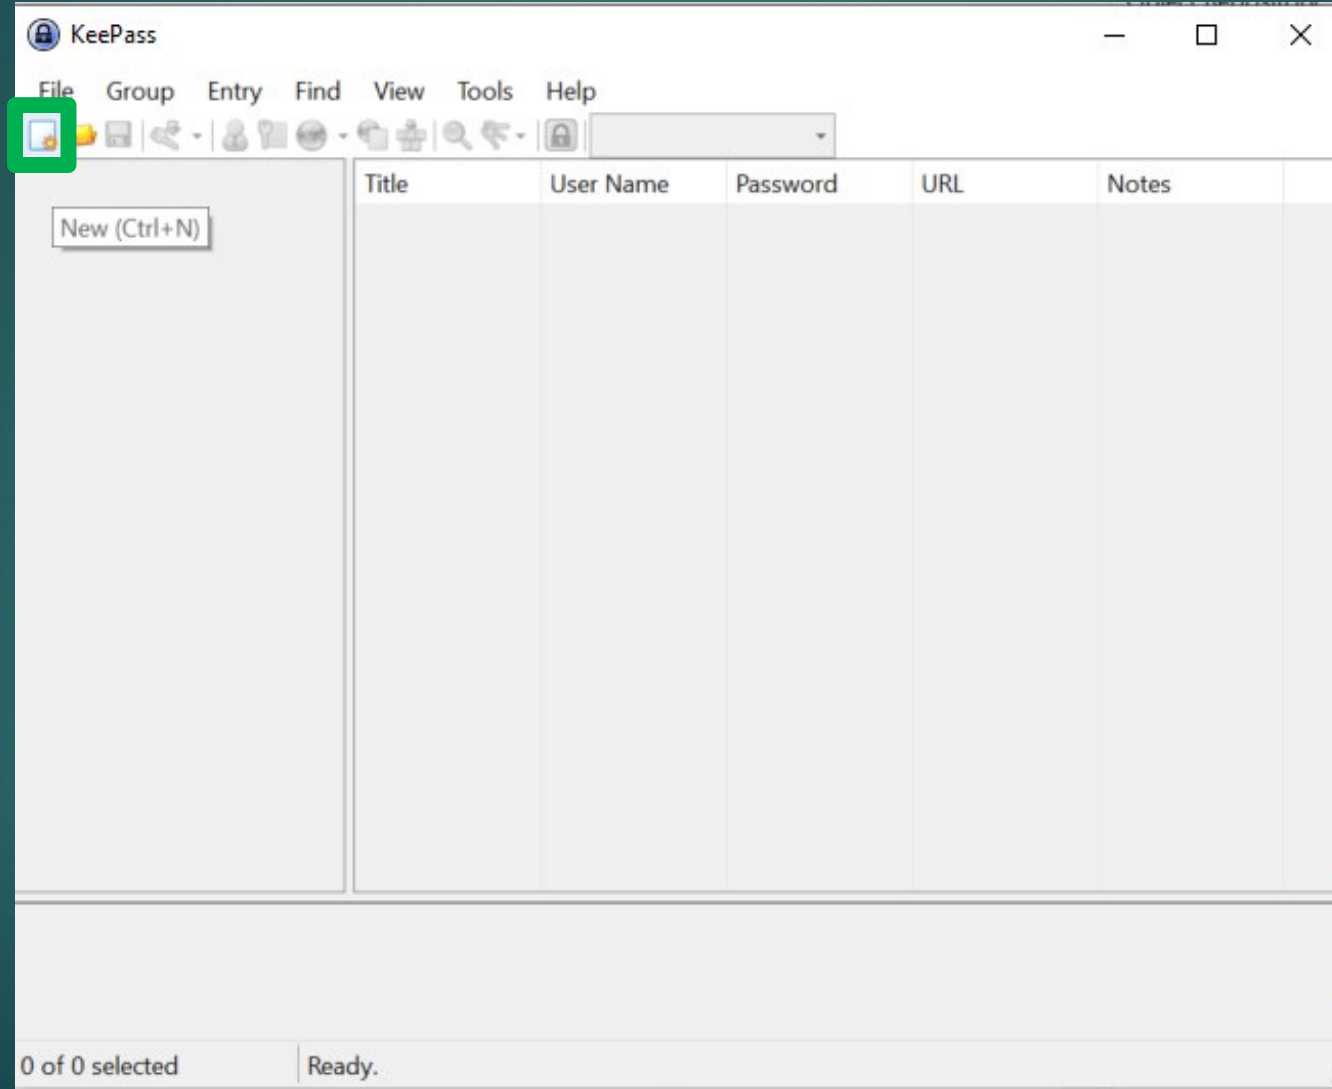 KeePass
File Group Entry Find View Tools Help
Title User Name Password URL Notes
New (Ctrl+N)
0 of 0 selected Ready.